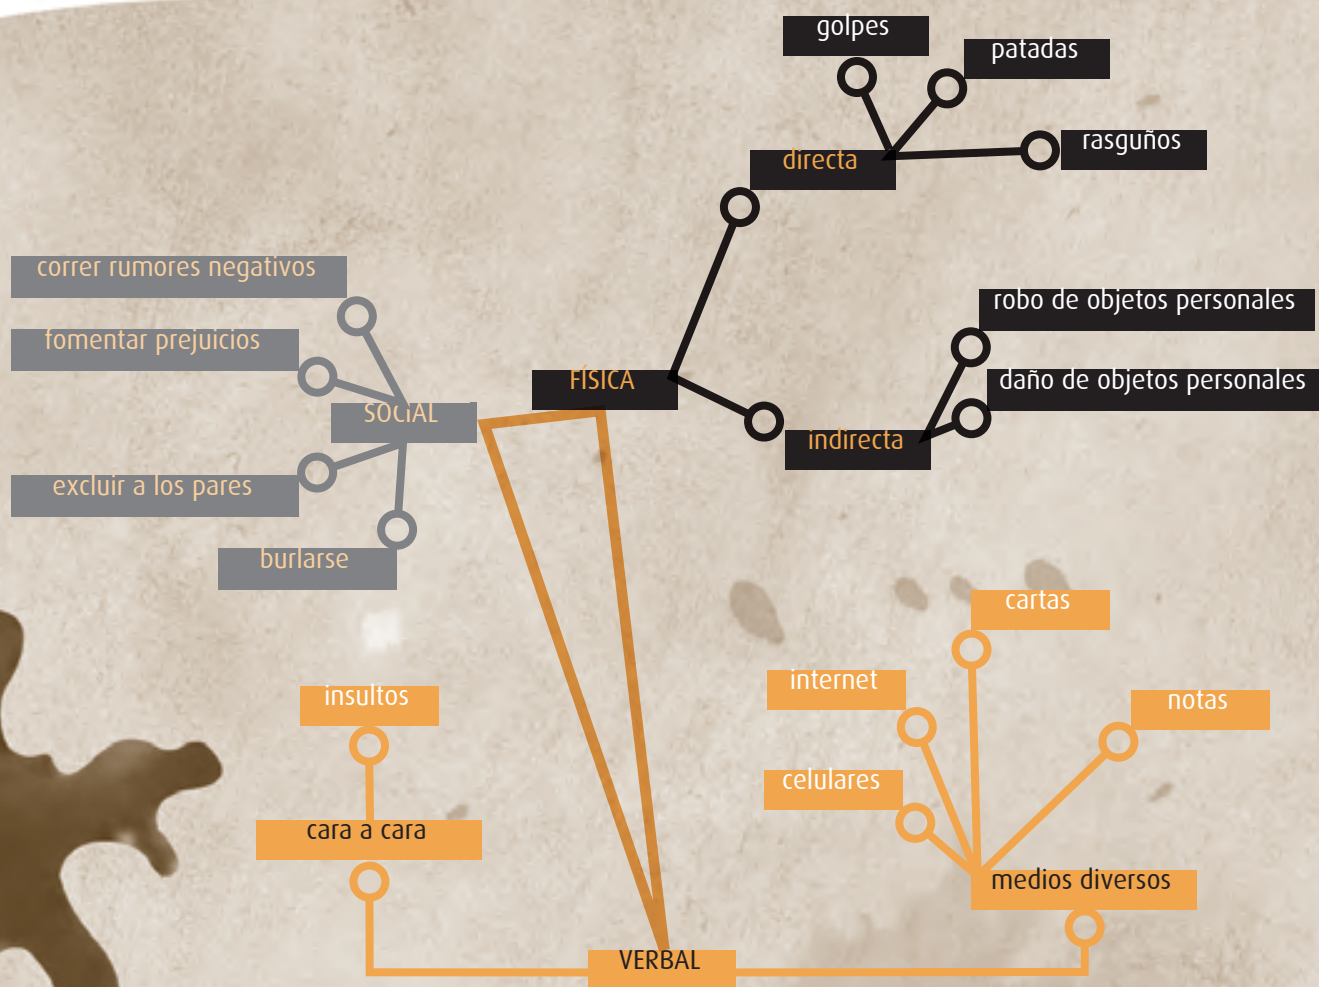 golpes
patadas
rasguños
directa
correr rumores negativos
fomentar prejuicios
robo de objetos personales
daño de objetos personales
FÍSICA
SOCIAL
indirecta
excluir a los pares
burlarse
cartas
internet
notas
insultos
celulares
cara a cara
medios diversos
VERBAL